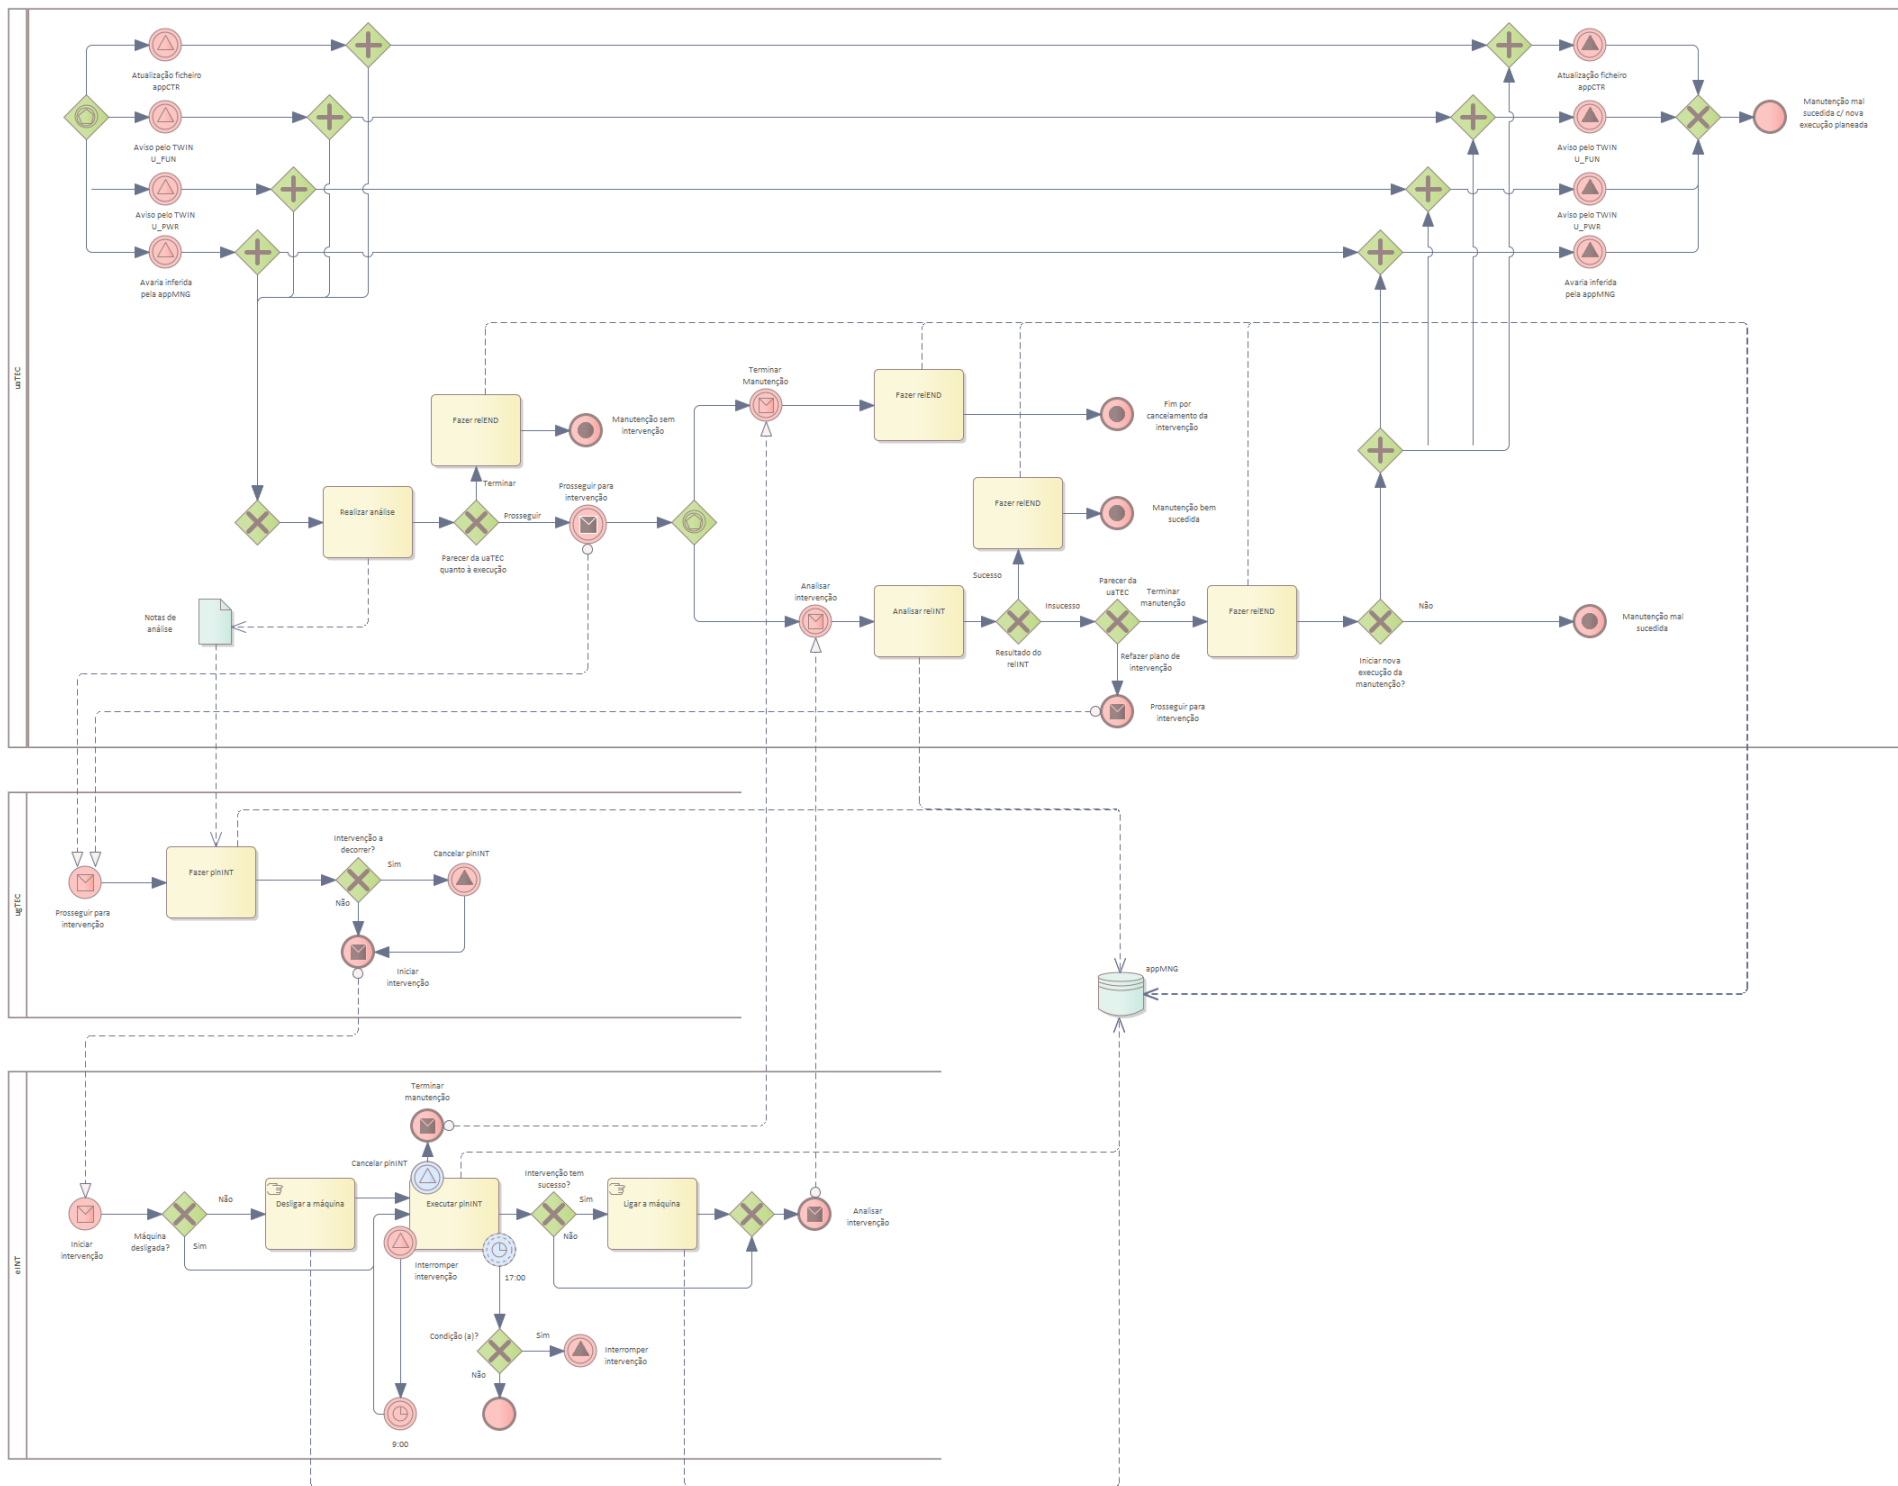 uaTEC
Atualização ficheiro
appCTR
Aviso pelo TWIN
U_FUN
Aviso pelo TWIN
U_PWR
Avaria inferida
pela appMNG
Atualização ficheiro
appCTR
Aviso pelo TWIN
U_FUN
Aviso pelo TWIN
U_PWR
Avaria inferida
pela appMNG
Manutenção mal
sucedida c/ nova
execução planeada
Realizar análise
Notas de
análise
Fazer relEND
Manutenção sem
intervenção
Terminar
Prosseguir
Parecer da uaTEC
quanto à execução
Prosseguir para
intervenção
Terminar
Manutenção
Fazer relEND
Fim por
cancelamento da
intervenção
Fazer relEND
Manutenção bem
sucedida
Analisar
intervenção
Analisar relINT
Sucesso
Resultado do
relINT
Insucesso
Parecer da
uaTEC
Terminar
manutenção
Refazer plano de
intervenção
Prosseguir para
intervenção
Fazer relEND
Iniciar nova
execução da
manutenção?
Não
Manutenção mal
sucedida
ugTEC
Prosseguir para
intervenção
Fazer plnINT
Intervenção a
decorrer?
Sim
Não
Cancelar plnINT
Iniciar
intervenção
appMNG
eINT
Iniciar
intervenção
Máquina
desligada?
Não
Sim
Desligar a máquina
Terminar
manutenção
Cancelar plnINT
Executar plnINT
Interromper
intervenção
17:00
Intervenção tem
sucesso?
Sim
Não
Ligar a máquina
Analisar
intervenção
Condição (a)?
Sim
Interromper
intervenção
Não
9:00